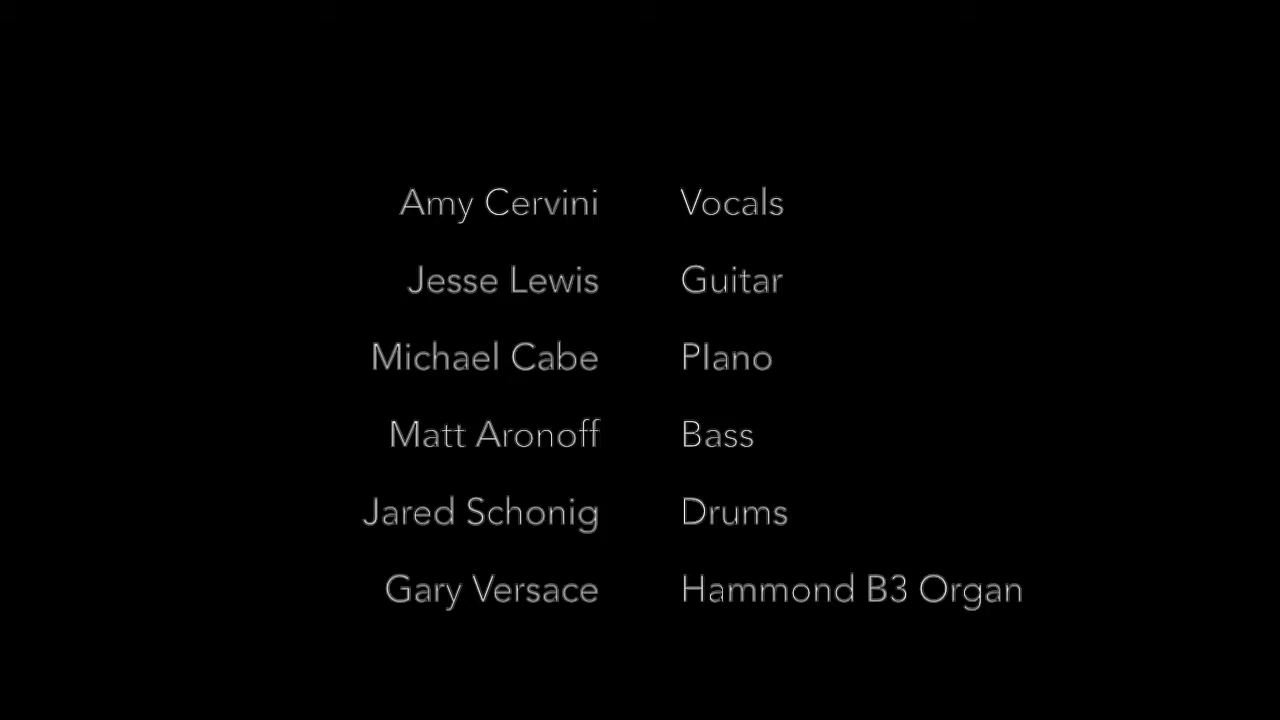 Amy Cervini Vocals
Jesse Lewis Guitar
Michael Cabe PIano
Matt Aronoff Bass
Jared Schonig Drums
Gary Versace Hammond B3 Organ